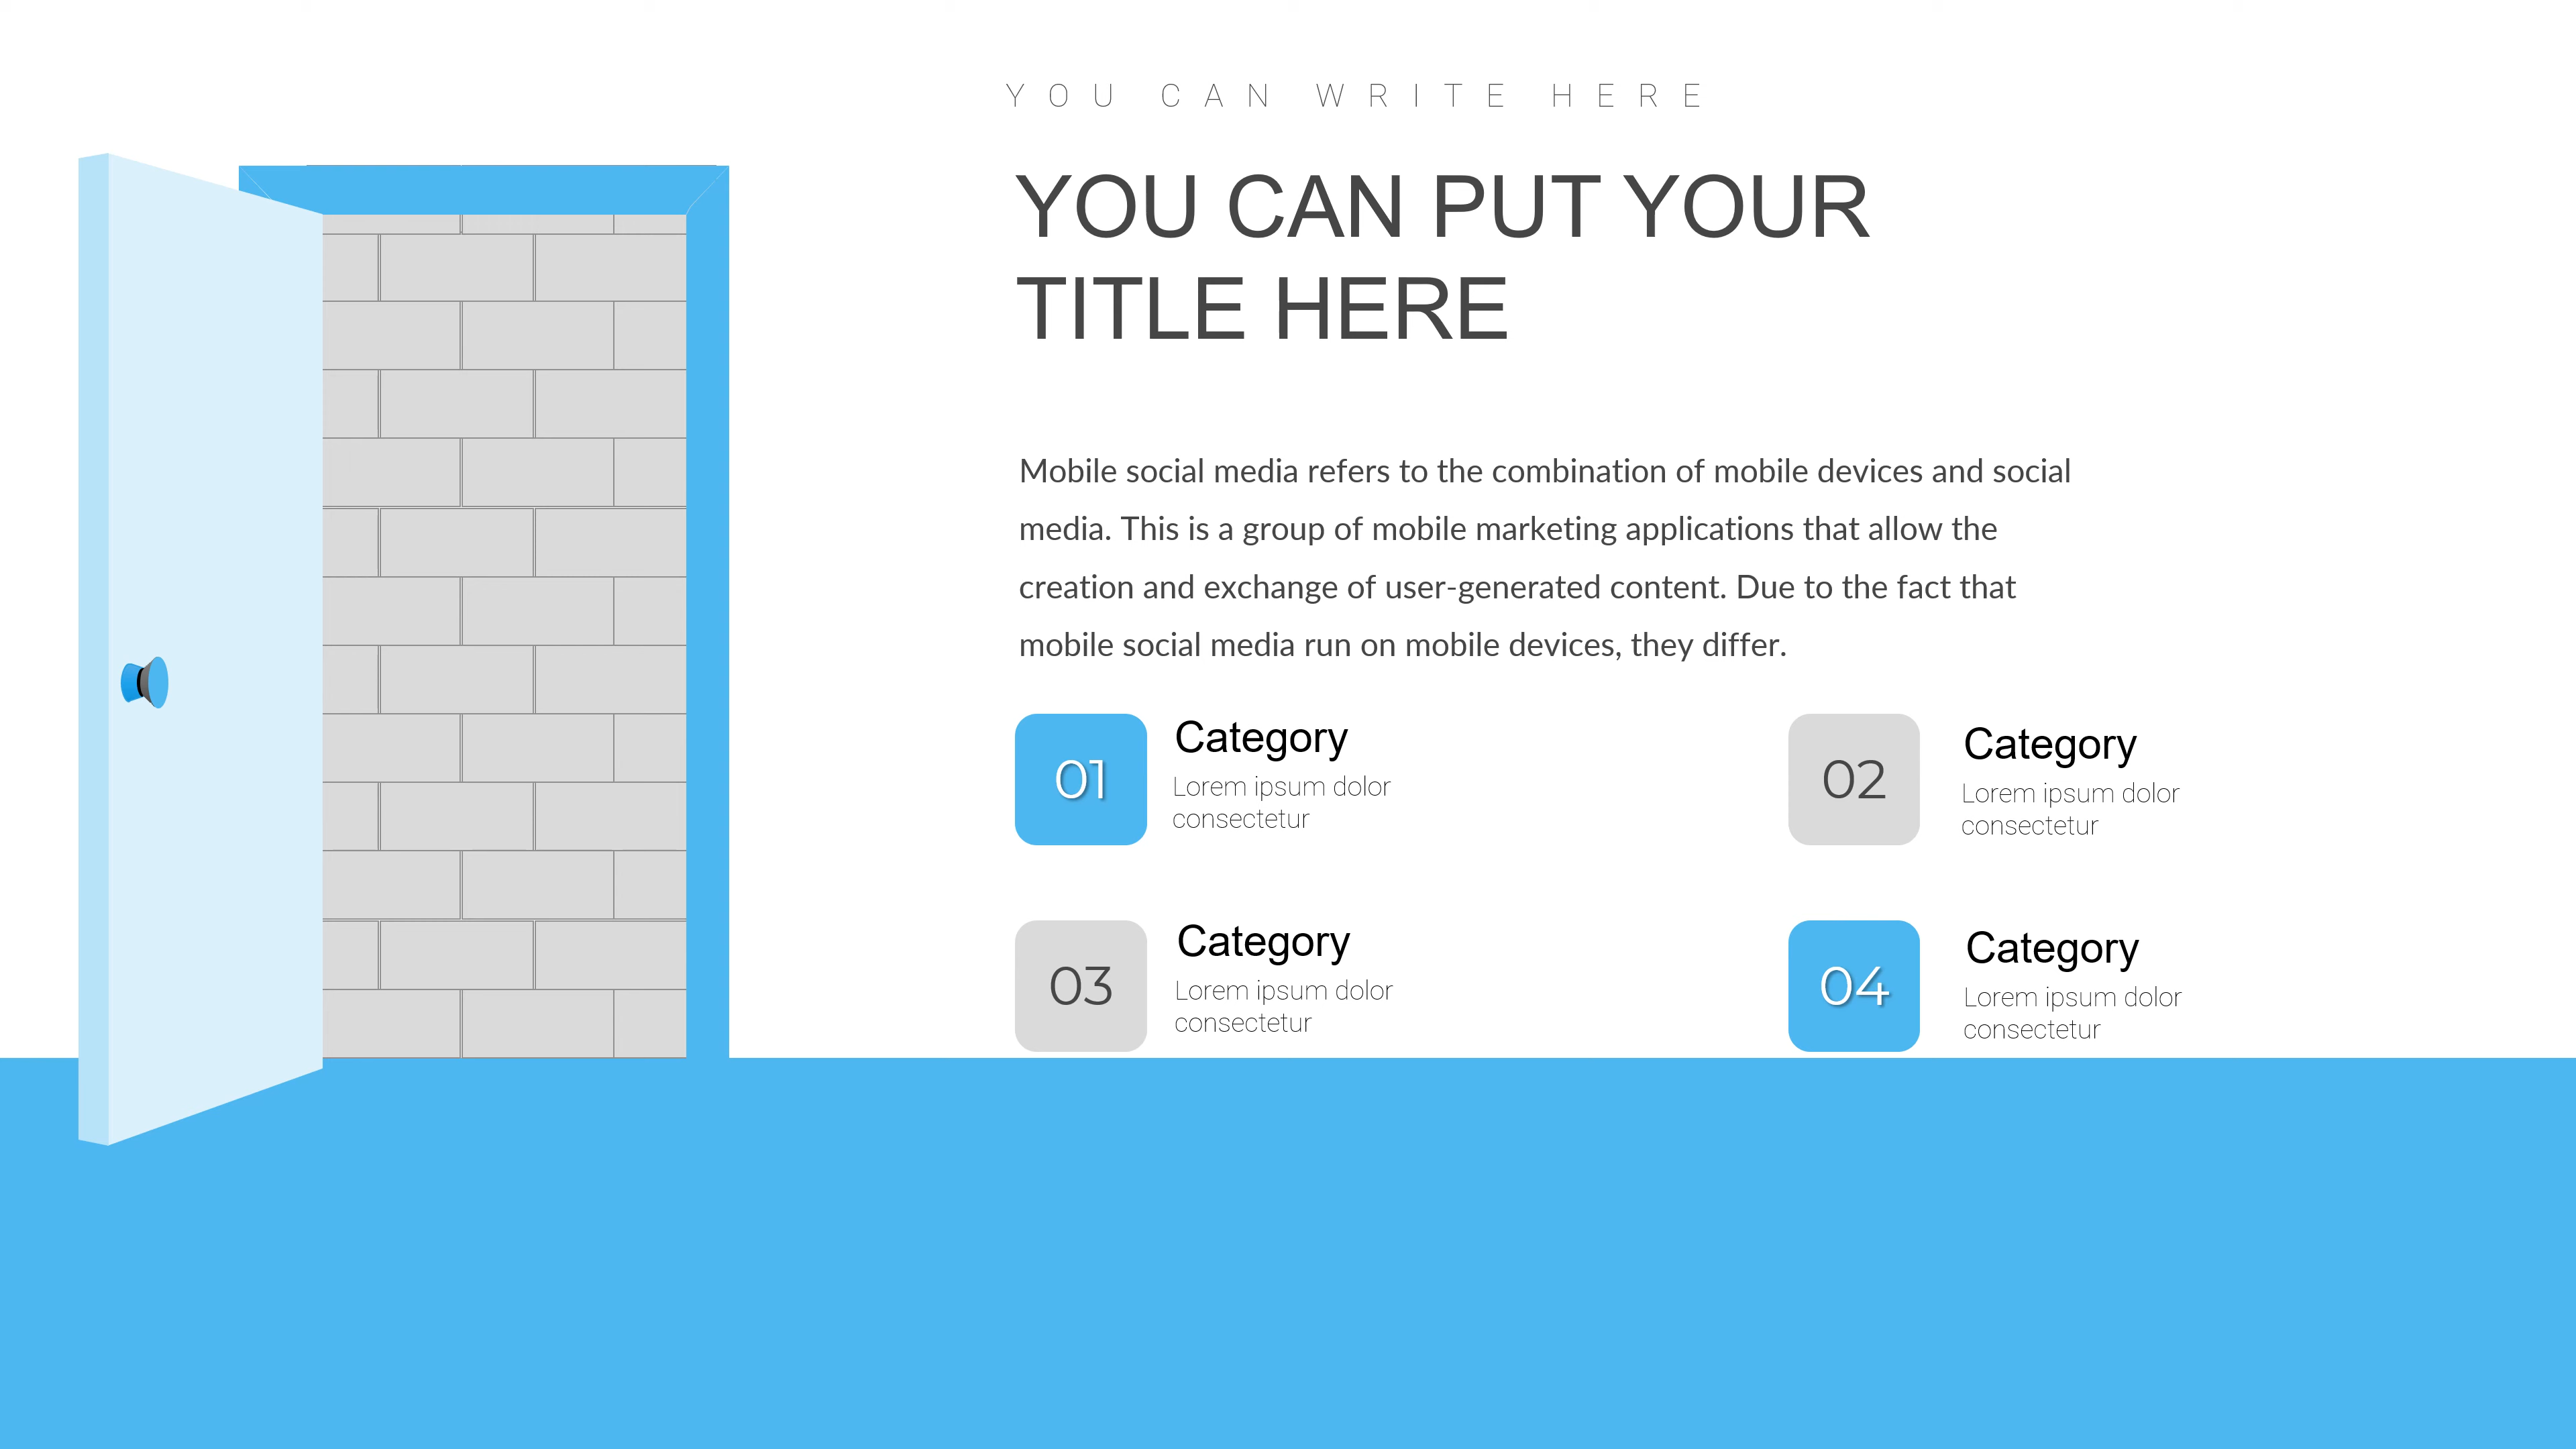 YOU CAN WRITE HERE
YOU CAN PUT YOUR
TITLE HERE
Mobile social media refers to the combination of mobile devices and social
media. This is a group of mobile marketing applications that allow the
creation and exchange of user-generated content. Due to the fact that
mobile social media run on mobile devices, they differ.
01
Category
Lorem ipsum dolor
consectetur
02
Category
Lorem ipsum dolor
consectetur
03
Category
Lorem ipsum dolor
consectetur
04
Category
Lorem ipsum dolor
consectetur